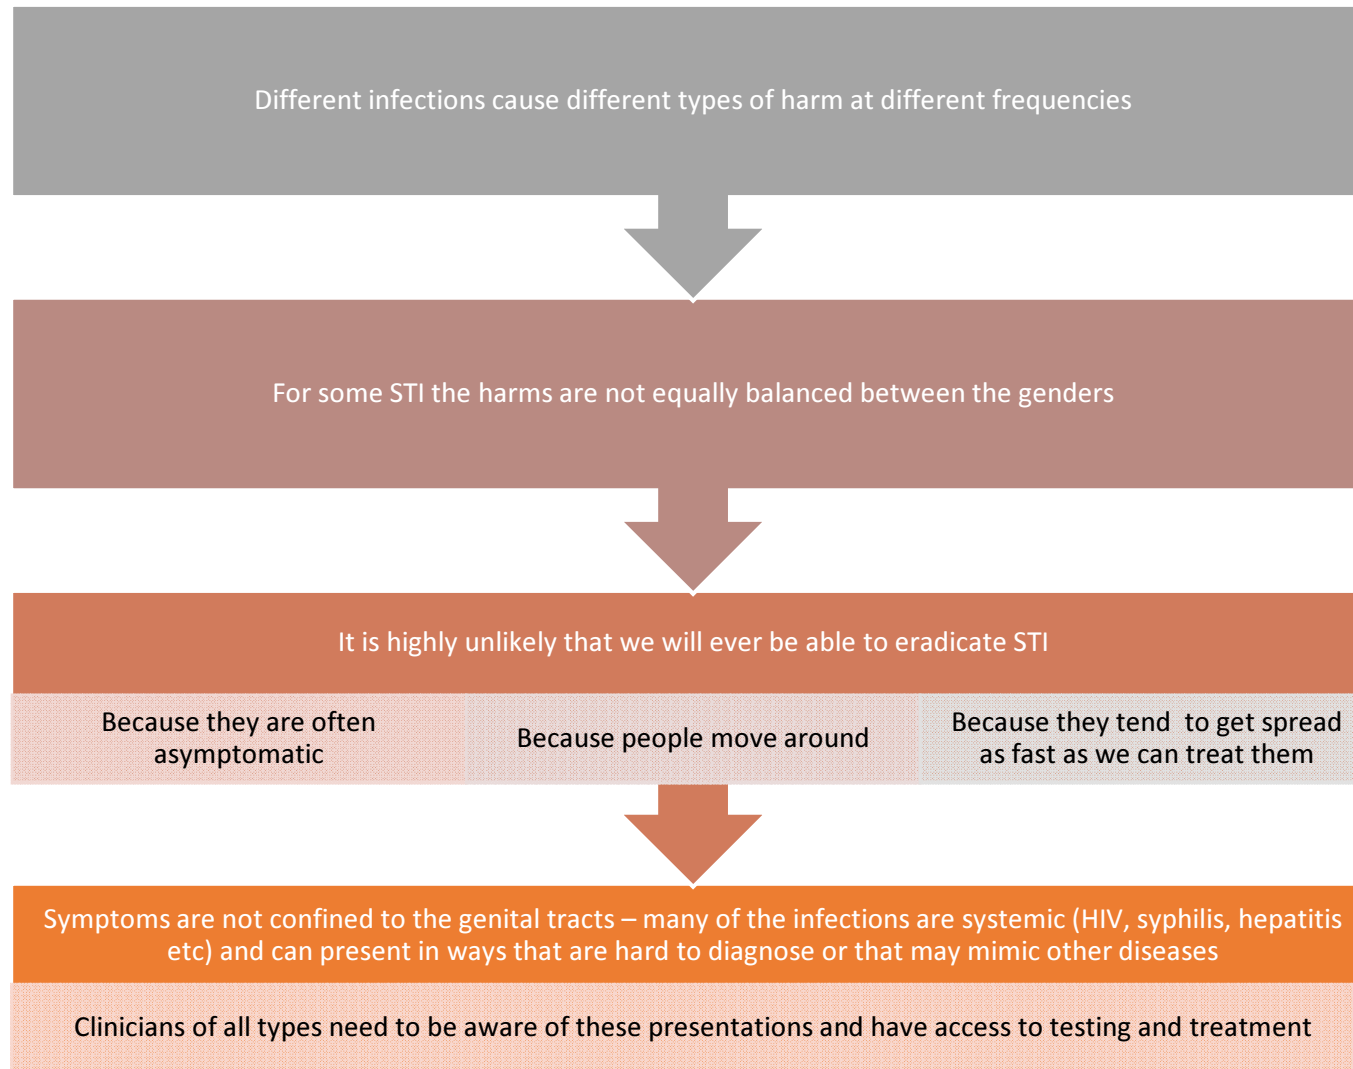 Different infections cause different types of harm at different frequencies
For some STI the harms are not equally balanced between the genders
It is highly unlikely that we will ever be able to eradicate STI
Because they are often
asymptomatic
Because people move around
Because they tend  to get spread
as fast as we can treat them
Symptoms are not confined to the genital tracts – many of the infections are systemic (HIV, syphilis, hepatitis
etc) and can present in ways that are hard to diagnose or that may mimic other diseases
Clinicians of all types need to be aware of these presentations and have access to testing and treatment